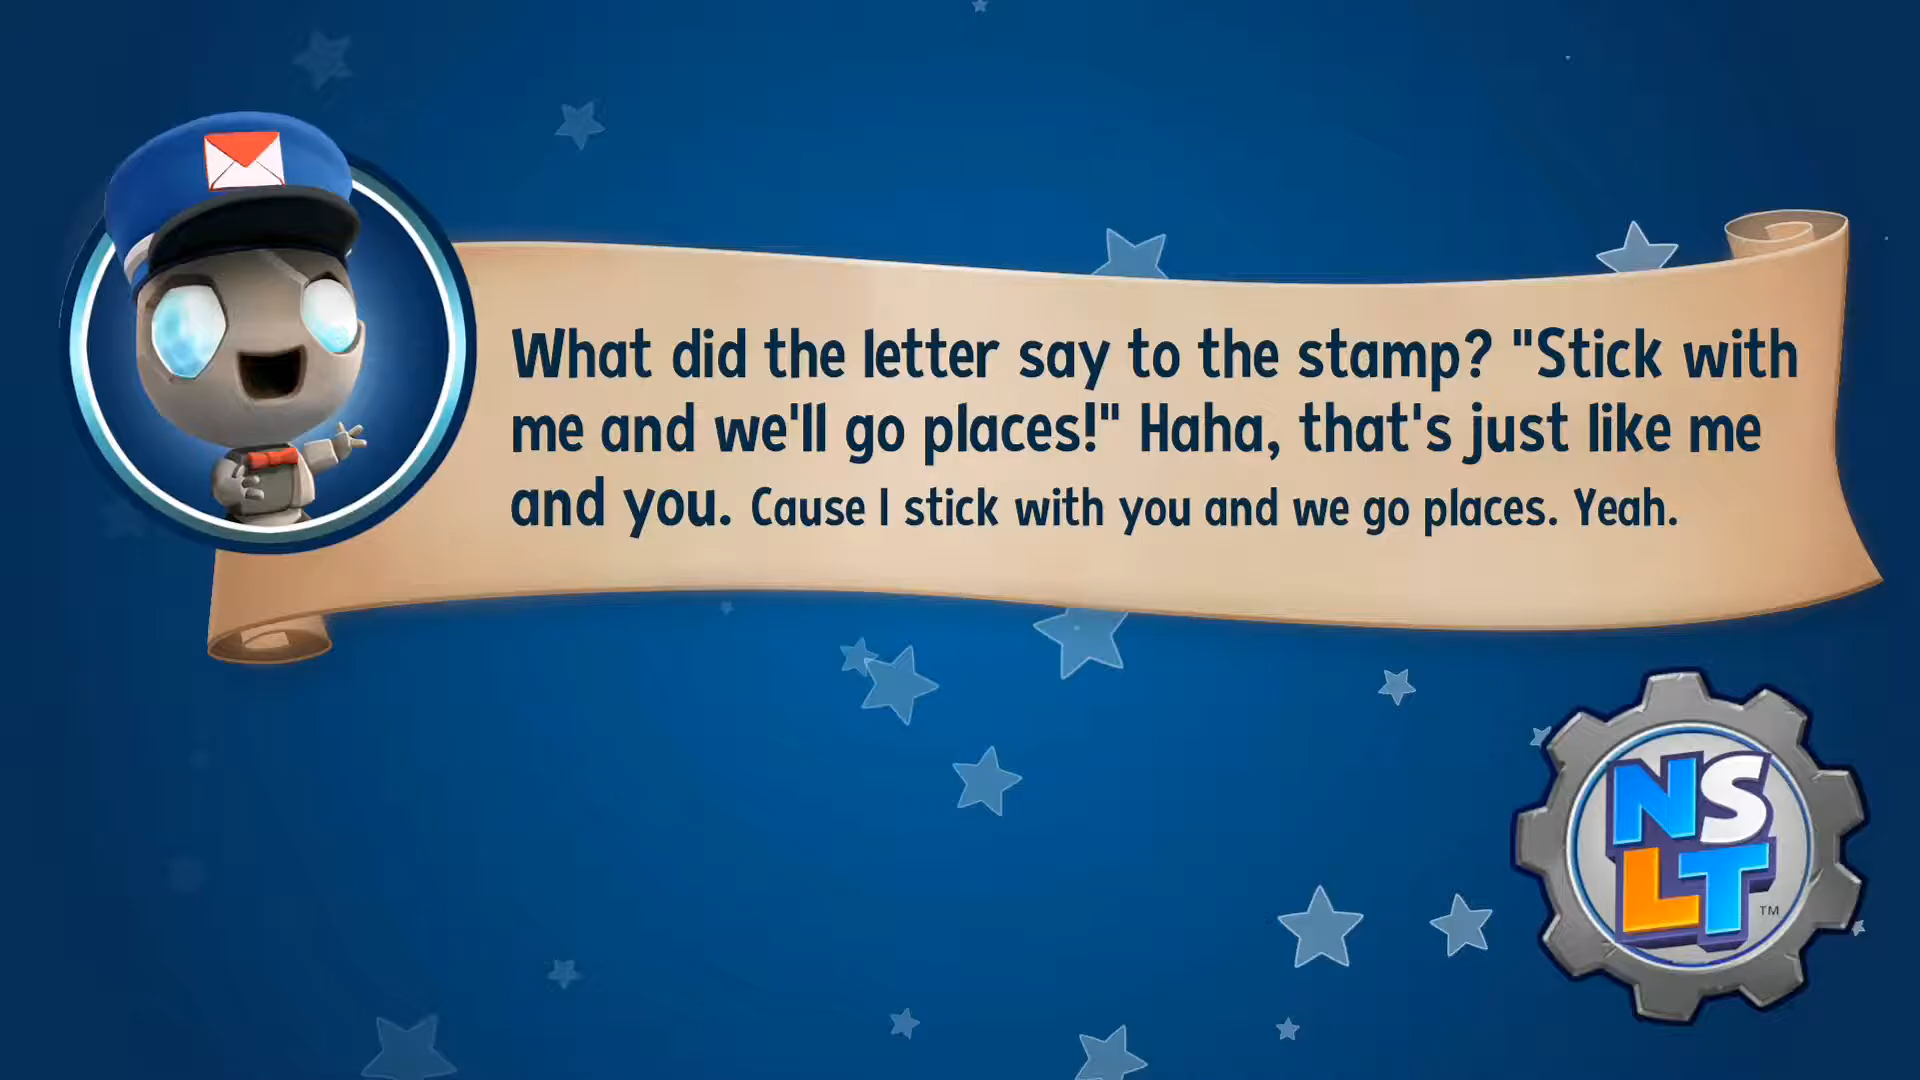 What did the letter say to the stamp? "Stick with
me and we'll go places!" Haha, that's just like me
and you. Cause I stick with you and we go places. Yeah.
NS
LT
TM